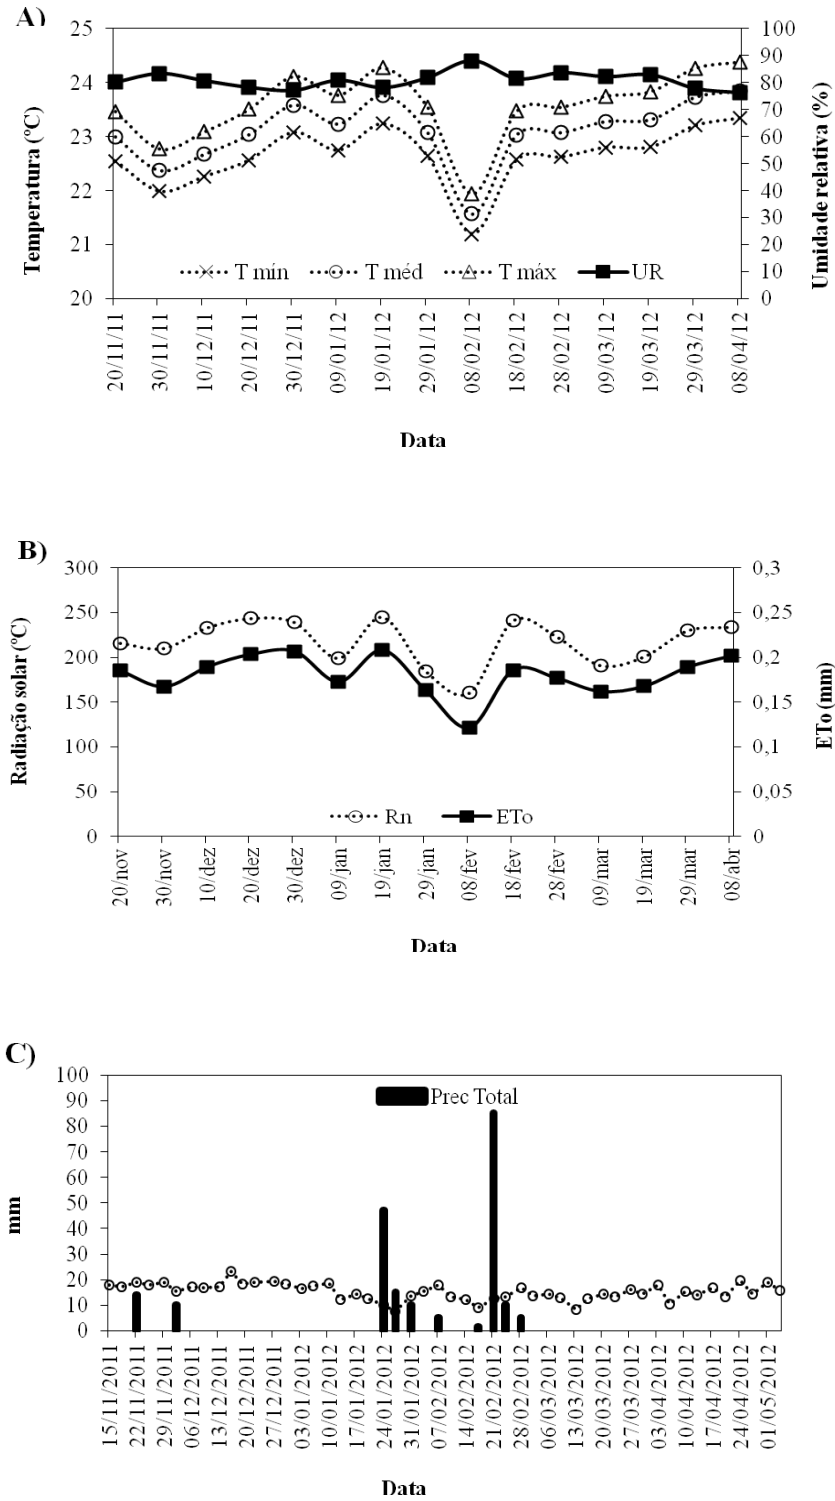 A)
25
24
23
22
21
20
Temperatura (ºC)
100
90
80
70
60
50
40
30
20
10
0
Umidade relativa (%)
T mín T méd T máx UR
20/11/11
30/11/11
10/12/11
20/12/11
30/12/11
09/01/12
19/01/12
29/01/12
08/02/12
18/02/12
28/02/12
09/03/12
19/03/12
29/03/12
08/04/12
Data
B)
300
250
200
150
100
50
0
Radiação solar (ºC)
0,3
0,25
0,2
0,15
0,1
0,05
0
ETo (mm)
Rn ETo
20/nov
30/nov
10/dez
20/dez
30/dez
09/jan
19/jan
29/jan
08/fev
18/fev
28/fev
09/mar
19/mar
29/mar
08/abr
Data
C)
100
90
80
70
60
50
40
30
20
10
0
mm
Prec Total
15/11/2011
22/11/2011
29/11/2011
06/12/2011
13/12/2011
20/12/2011
27/12/2011
03/01/2012
10/01/2012
17/01/2012
24/01/2012
31/01/2012
07/02/2012
14/02/2012
21/02/2012
28/02/2012
06/03/2012
13/03/2012
20/03/2012
27/03/2012
03/04/2012
10/04/2012
17/04/2012
24/04/2012
01/05/2012
Data